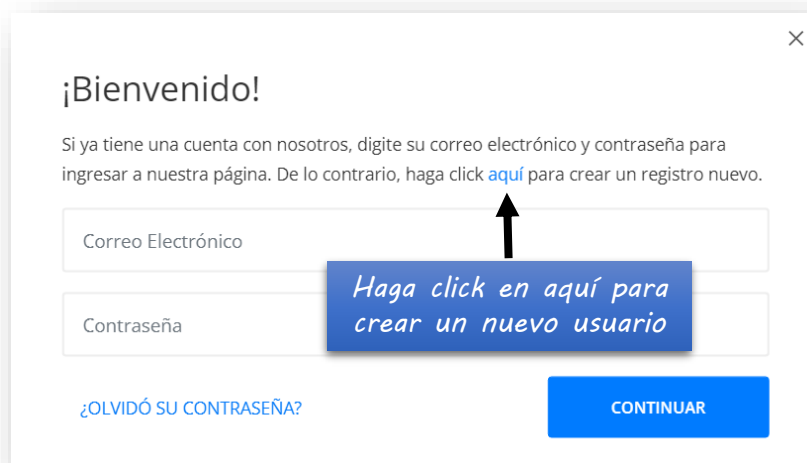 ¡Bienvenido!
Si ya tiene una cuenta con nosotros, digite su correo electrónico y contraseña para
ingresar a nuestra página. De lo contrario, haga click aquí para crear un registro nuevo.
Correo Electrónico
Haga click en aquí para
crear un nuevo usuario
Contraseña
¿OLVIDÓ SU CONTRASEÑA?
CONTINUAR